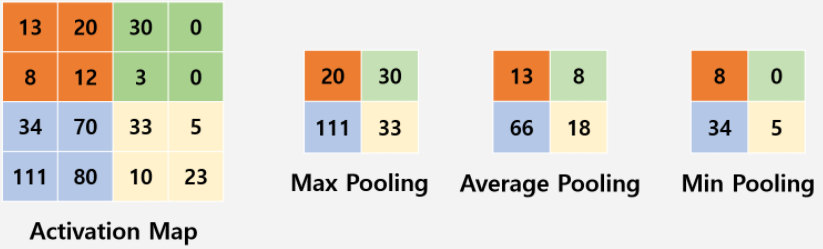 13 20 30 0
8 12 3 0
34 70 33 5
111 80 10 23
Activation Map
20 30
111 33
Max Pooling
13 8
66 18
Average Pooling
8 0
34 5
Min Pooling